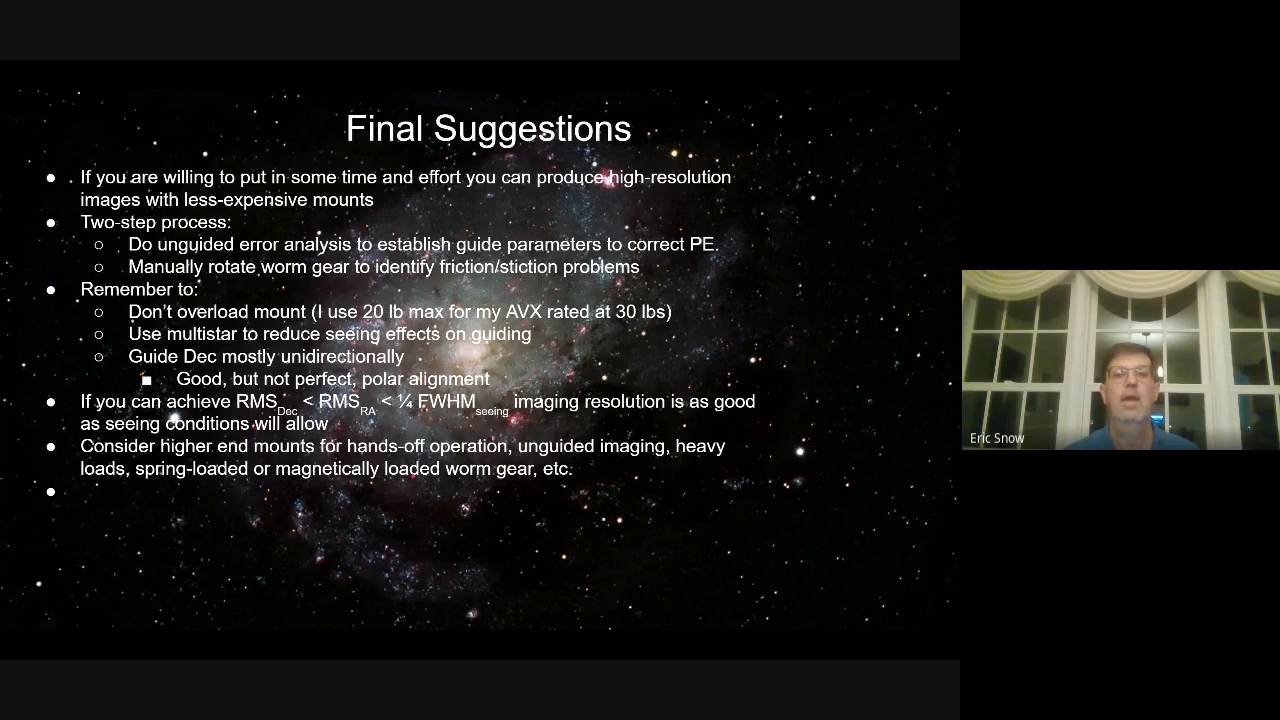 Final Suggestions
● If you are willing to put in some time and effort you can produce high-resolution
images with less-expensive mounts
● Two-step process:
○ Do unguided error analysis to establish guide parameters to correct PE.
○ Manually rotate worm gear to identify friction/stiction problems
● Remember to:
○ Don't overload mount (I use 20 lb max for my AVX rated at 30 lbs)
○ Use multistar to reduce seeing effects on guiding
○ Guide Dec mostly unidirectionally
■ Good, but not perfect, polar alignment
● If you can achieve RMS Dec < RMS RA < ¼ FWHM seeing imaging resolution is as good
as seeing conditions will allow
● Consider higher end mounts for hands-off operation, unguided imaging, heavy
loads, spring-loaded or magnetically loaded worm gear, etc.
●
Eric Snow